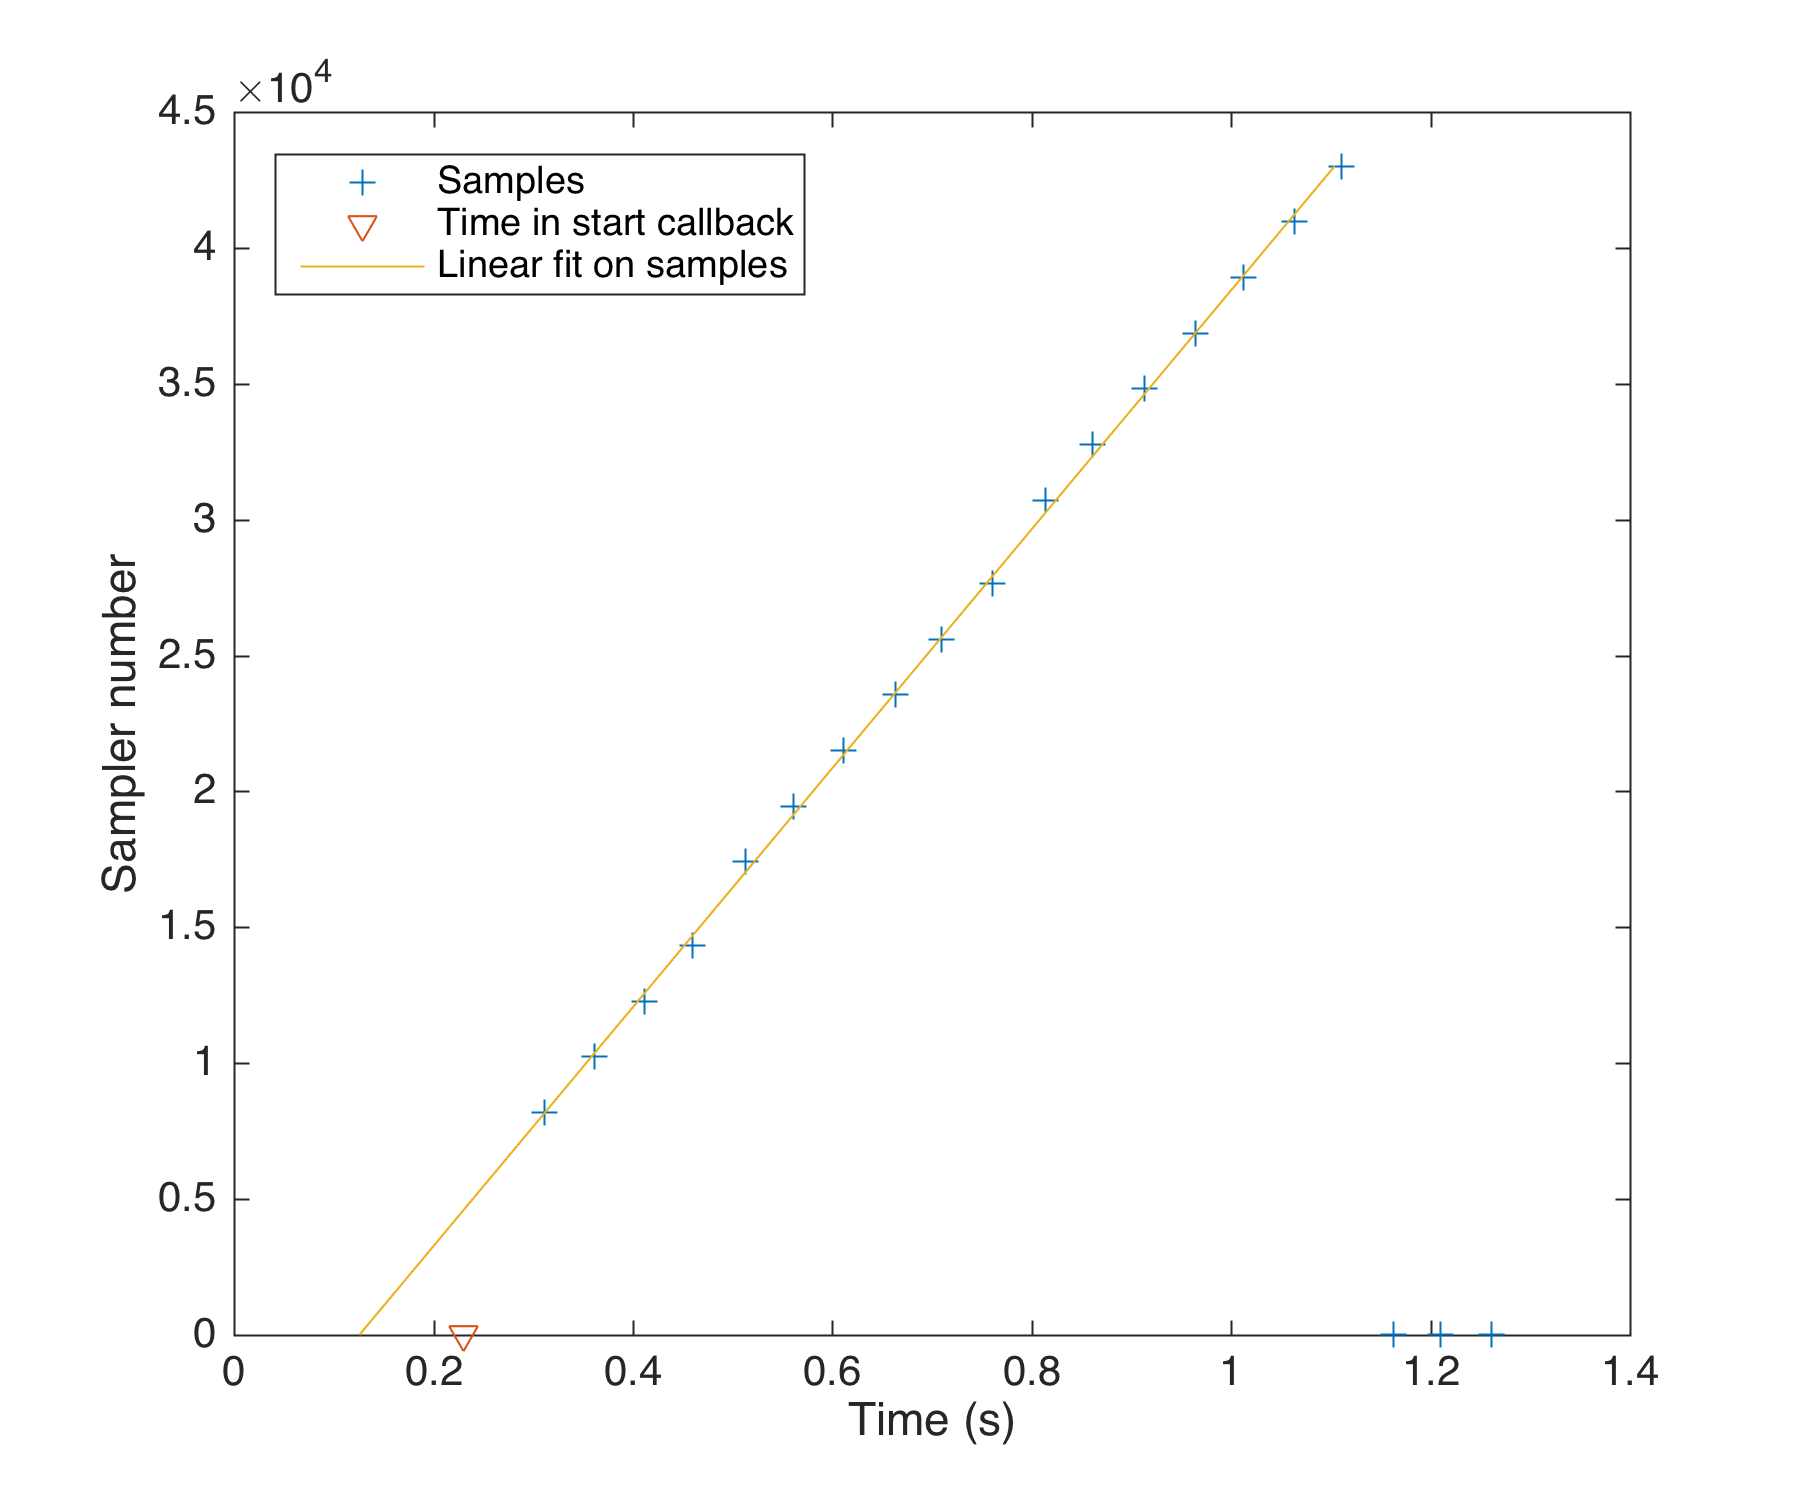 ×10^4
4.5
4
3.5
3
2.5
2
1.5
1
0.5
0
Sampler number
Samples
Time in start callback
Linear fit on samples
0 0.2 0.4 0.6 0.8 1 1.2 1.4
Time (s)